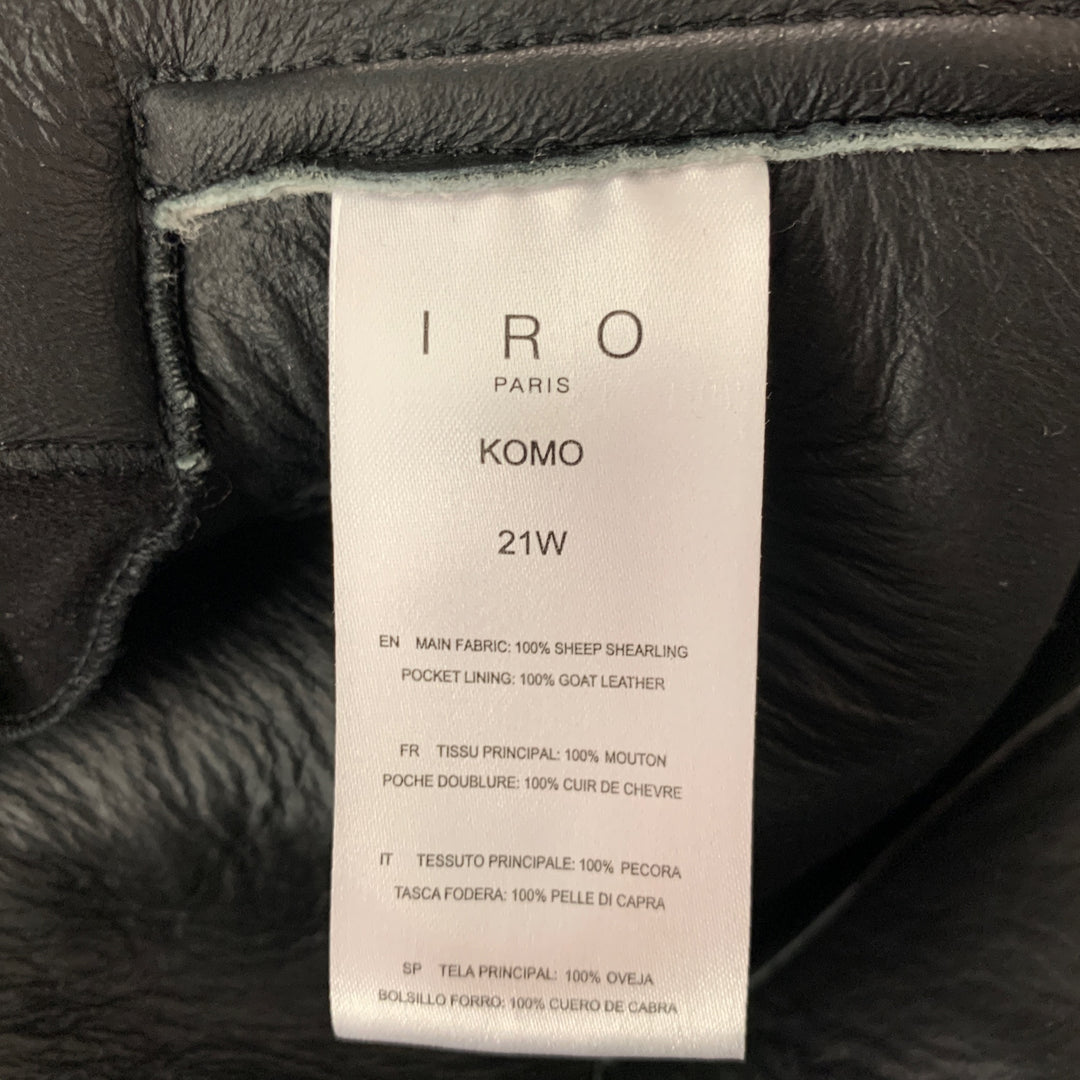 I R O
PARIS
KOMO
21W
EN MAIN FABRIC: 100% SHEEP SHEARLING
POCKET LINING: 100% GOAT LEATHER
FR TISSU PRINCIPAL: 100% MOUTON
POCHE DOUBLURE: 100% CUIR DE CHEVRE
IT TESSUTO PRINCIPALE: 100% PECORA
TASCA FODERA: 100% PELLE DI CAPRA
SP TELA PRINCIPAL: 100% OVEJA
BOLSILLO FORRO: 100% CUERO DE CABRA